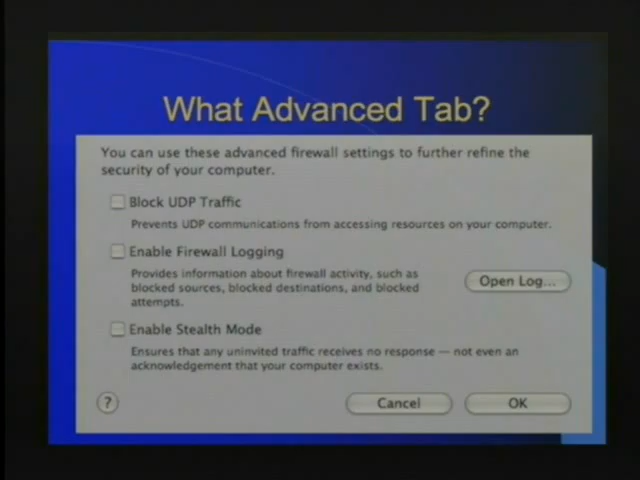 What Advanced Tab?
You can use these advanced firewall settings to further refine the
security of your computer.
Block UDP Traffic
Prevents UDP communications from accessing resources on your computer.
Enable Firewall Logging
Provides information about firewall activity, such as
blocked sources, blocked destinations, and blocked
attempts.
Open Log...
Enable Stealth Mode
Ensures that any uninvited traffic receives no response — not even an
acknowledgement that your computer exists.
?
Cancel
OK